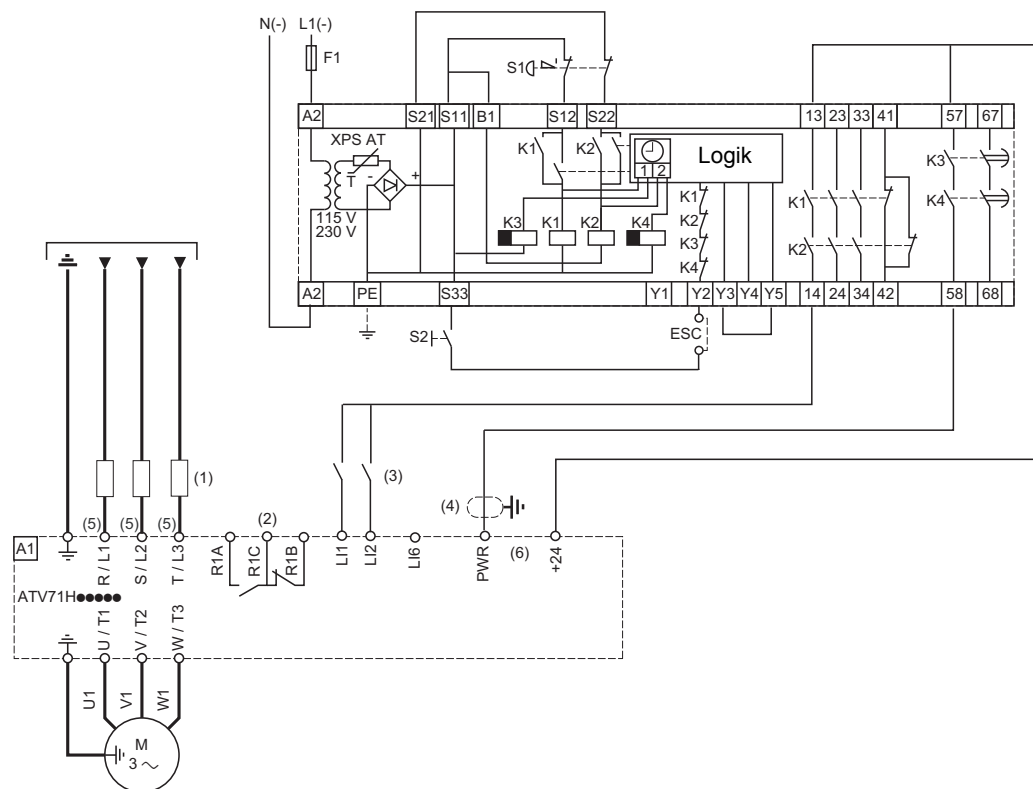 N(-) L1(-)
F1
S1
A2 S21 S11 B1 S12 S22 13 23 33 41 57 67
XPS AT
T - +
115 V
230 V
K1 K2
1 2
Logik
K3 K1 K2 K4
K1
K2
K3
K4
K1
K2
K3
K4
A2 PE S33 Y1 Y2 Y3 Y4 Y5 14 24 34 42 58 68
S2
ESC
(1)
(3)
(4)
(5) (5) (5)
(2)
(6)
A1
R / L1
S / L2
T / L3
R1A
R1C
R1B
LI1
LI2
LI6
PWR
+24
ATV71H●●●●●
U / T1
V / T2
W / T3
U1
V1
W1
M
3 ~